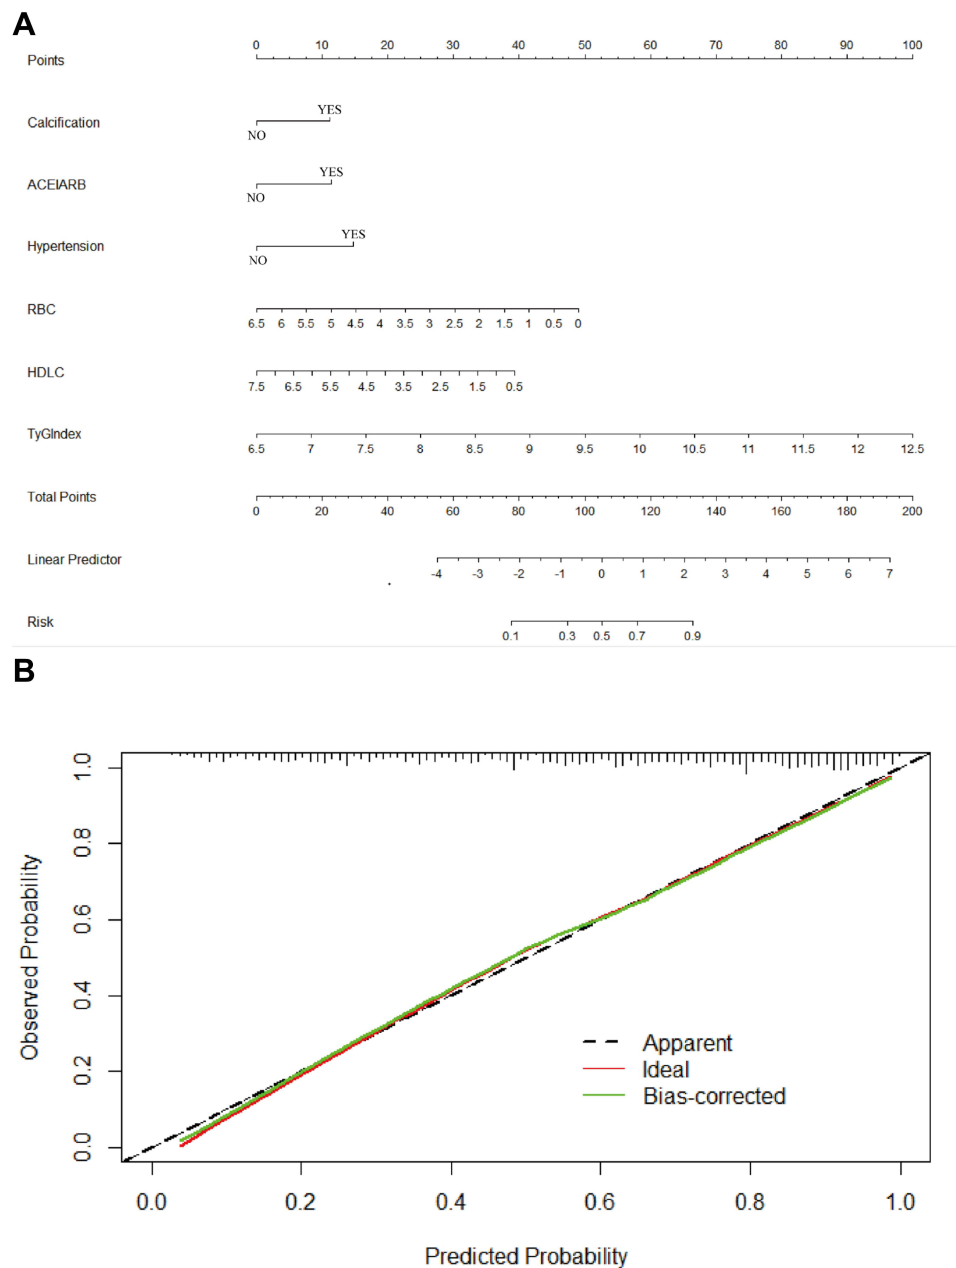 A
Points
0 10 20 30 40 50 60 70 80 90 100
Calcification
YES
NO
ACEIARB
YES
NO
Hypertension
YES
NO
RBC
6.5 6 5.5 5 4.5 4 3.5 3 2.5 2 1.5 1 0.5 0
HDLC
7.5 6.5 5.5 4.5 3.5 2.5 1.5 0.5
TyGIndex
6.5 7 7.5 8 8.5 9 9.5 10 10.5 11 11.5 12 12.5
Total Points
0 20 40 60 80 100 120 140 160 180 200
Linear Predictor
-4 -3 -2 -1 0 1 2 3 4 5 6 7
Risk
0.1 0.3 0.5 0.7 0.9
B
Observed Probability
1.0
0.8
0.6
0.4
0.2
0.0
Apparent
Ideal
Bias-corrected
0.0 0.2 0.4 0.6 0.8 1.0
Predicted Probability